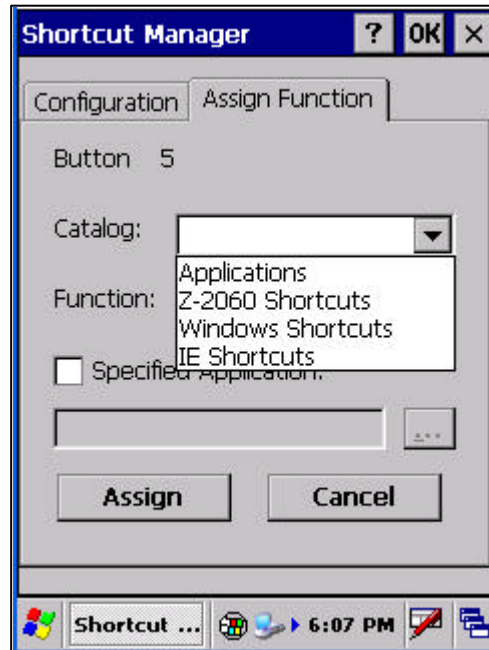 Shortcut Manager ? OK ×
Configuration Assign Function
Button 5
Catalog:
Applications
Function: Z-2060 Shortcuts
Windows Shortcuts
IE Shortcuts
Specified Application:
...
Assign Cancel
Shortcut ... 6:07 PM